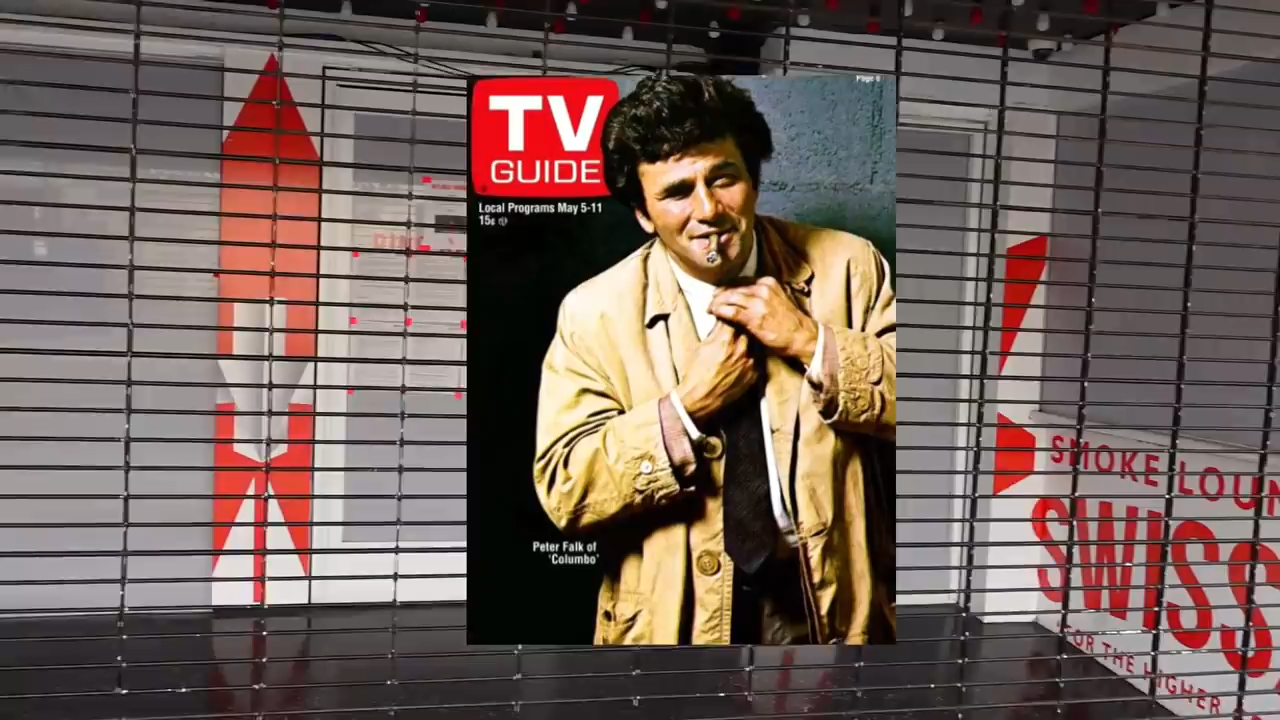 Page 6
TV
GUIDE
Local Programs May 5-11
15¢
Peter Falk of
'Columbo'
SMOKE LOUN
SWISS
FOR THE HIGHER